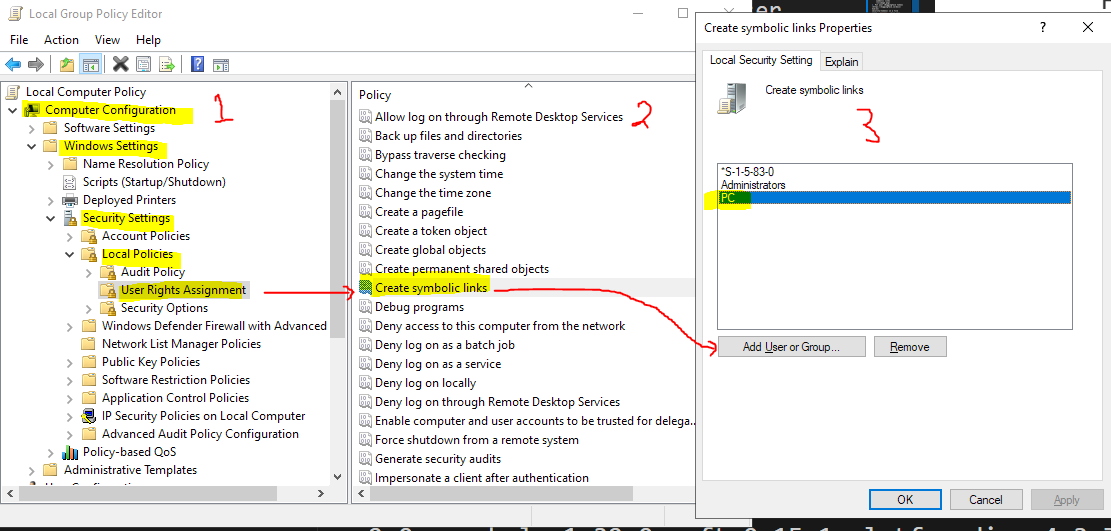 Local Group Policy Editor
File Action View Help
Local Computer Policy
Computer Configuration
Software Settings
Windows Settings
Name Resolution Policy
Scripts (Startup/Shutdown)
Deployed Printers
Security Settings
Account Policies
Local Policies
Audit Policy
User Rights Assignment
Security Options
Windows Defender Firewall with Advanced
Network List Manager Policies
Public Key Policies
Software Restriction Policies
Application Control Policies
IP Security Policies on Local Computer
Advanced Audit Policy Configuration
Policy-based QoS
Administrative Templates
1
Policy
Allow log on through Remote Desktop Services
Back up files and directories
Bypass traverse checking
Change the system time
Change the time zone
Create a pagefile
Create a token object
Create global objects
Create permanent shared objects
Create symbolic links
Debug programs
Deny access to this computer from the network
Deny log on as a batch job
Deny log on as a service
Deny log on locally
Deny log on through Remote Desktop Services
Enable computer and user accounts to be trusted for delega...
Force shutdown from a remote system
Generate security audits
Impersonate a client after authentication
2
Create symbolic links Properties
?
Local Security Setting Explain
Create symbolic links
3
*S-1-5-83-0
Administrators
PC
Add User or Group... Remove
OK Cancel Apply